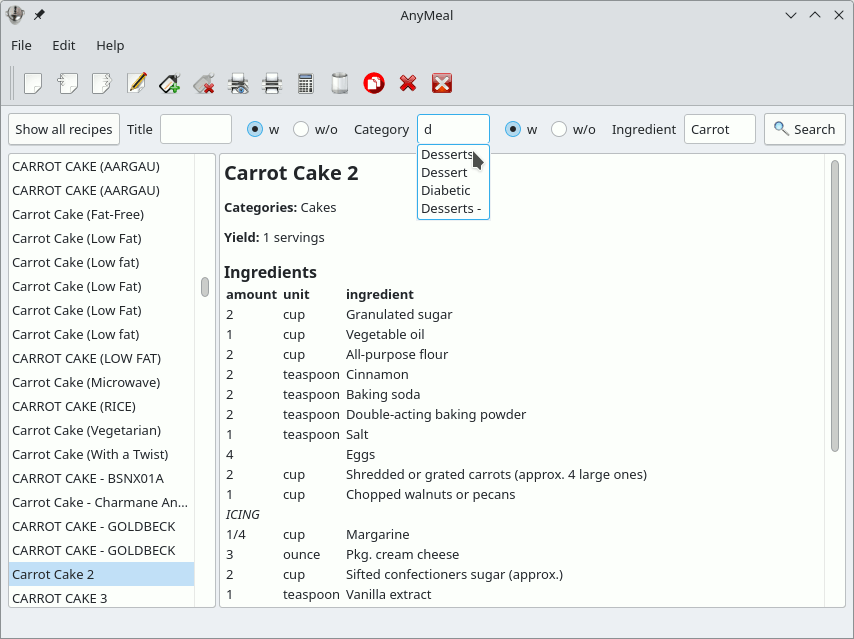 AnyMeal
File Edit Help
Show all recipes Title w w/o Category d w w/o Ingredient Carrot Search
Desserts
Dessert
Diabetic
Desserts -
CARROT CAKE (AARGAU)
CARROT CAKE (AARGAU)
Carrot Cake (Fat-Free)
Carrot Cake (Low Fat)
Carrot Cake (Low fat)
Carrot Cake (Low Fat)
Carrot Cake (Low Fat)
Carrot Cake (Low fat)
CARROT CAKE (LOW FAT)
Carrot Cake (Microwave)
CARROT CAKE (RICE)
Carrot Cake (Vegetarian)
Carrot Cake (With a Twist)
CARROT CAKE - BSNX01A
Carrot Cake - Charmane An...
CARROT CAKE - GOLDBECK
CARROT CAKE - GOLDBECK
Carrot Cake 2
CARROT CAKE 3
Carrot Cake 2
Categories: Cakes
Yield: 1 servings
Ingredients
amount unit ingredient
2 cup Granulated sugar
1 cup Vegetable oil
2 cup All-purpose flour
2 teaspoon Cinnamon
2 teaspoon Baking soda
2 teaspoon Double-acting baking powder
1 teaspoon Salt
4 Eggs
2 cup Shredded or grated carrots (approx. 4 large ones)
1 cup Chopped walnuts or pecans
ICING
1/4 cup Margarine
3 ounce Pkg. cream cheese
2 cup Sifted confectioners sugar (approx.)
1 teaspoon Vanilla extract